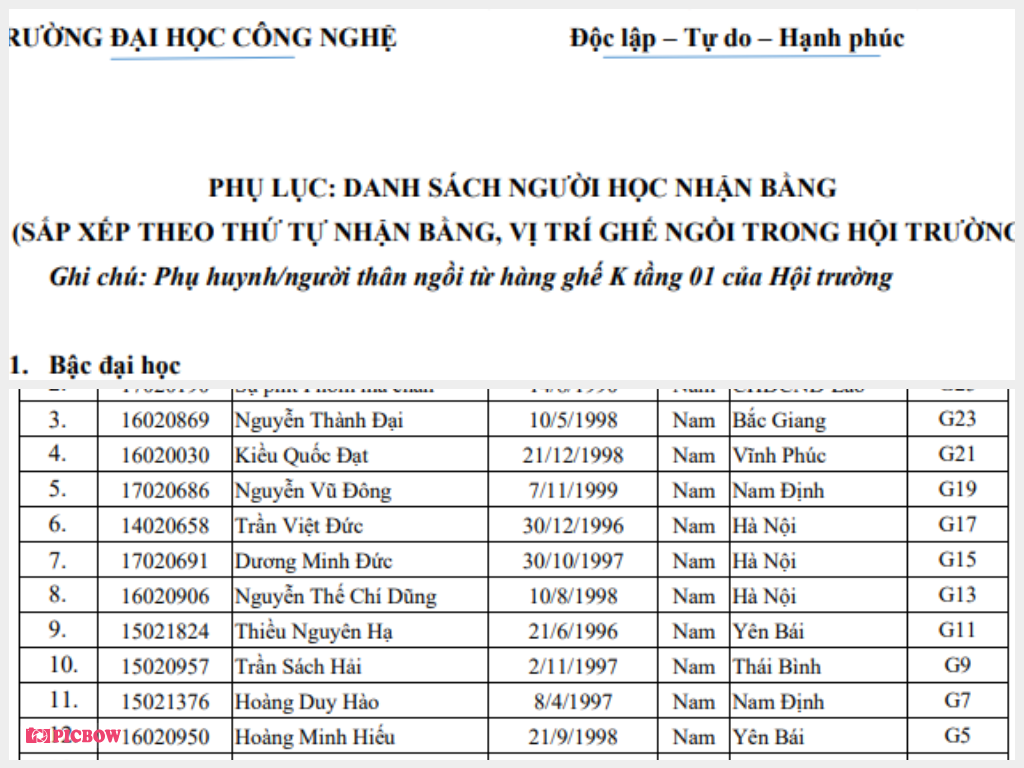 RƯỜNG ĐẠI HỌC CÔNG NGHỆ Độc lập – Tự do – Hạnh phúc
PHỤ LỤC: DANH SÁCH NGƯỜI HỌC NHẬN BẰNG
(SẮP XẾP THEO THỨ TỰ NHẬN BẰNG, VỊ TRÍ GHẾ NGỒI TRONG HỘI TRƯỜNG
Ghi chú: Phụ huynh/người thân ngồi từ hàng ghế K tầng 01 của Hội trường
1. Bậc đại học
3. 16020869 Nguyễn Thành Đại 10/5/1998 Nam Bắc Giang G23
4. 16020030 Kiều Quốc Đạt 21/12/1998 Nam Vĩnh Phúc G21
5. 17020686 Nguyễn Vũ Đông 7/11/1999 Nam Nam Định G19
6. 14020658 Trần Việt Đức 30/12/1996 Nam Hà Nội G17
7. 17020691 Dương Minh Đức 30/10/1997 Nam Hà Nội G15
8. 16020906 Nguyễn Thế Chí Dũng 10/8/1998 Nam Hà Nội G13
9. 15021824 Thiều Nguyên Hạ 21/6/1996 Nam Yên Bái G11
10. 15020957 Trần Sách Hải 2/11/1997 Nam Thái Bình G9
11. 15021376 Hoàng Duy Hào 8/4/1997 Nam Nam Định G7
12. 16020950 Hoàng Minh Hiếu 21/9/1998 Nam Yên Bái G5
PICBOW